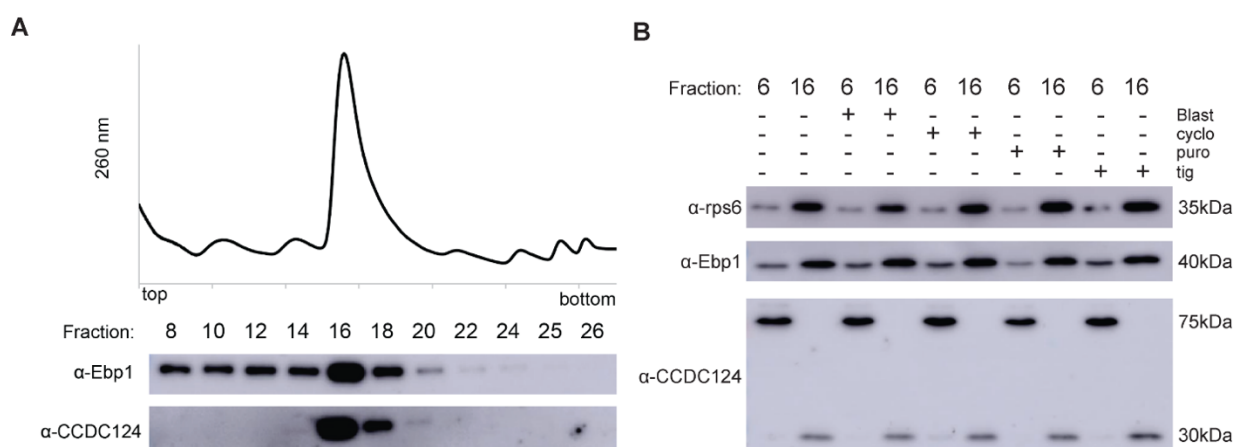 A
260 nm
top
bottom
Fraction:
8 10 12 14 16 18 20 22 24 25 26
α-Ebp1
α-CCDC124
B
Fraction: 6 16 6 16 6 16 6 16 6 16
- - + + - - - - - - Blast
- - - - + + - - - - cyclo
- - - - - - + + - - puro
- - - - - - - - + + tig
α-rps6 35kDa
α-Ebp1 40kDa
75kDa
α-CCDC124
30kDa